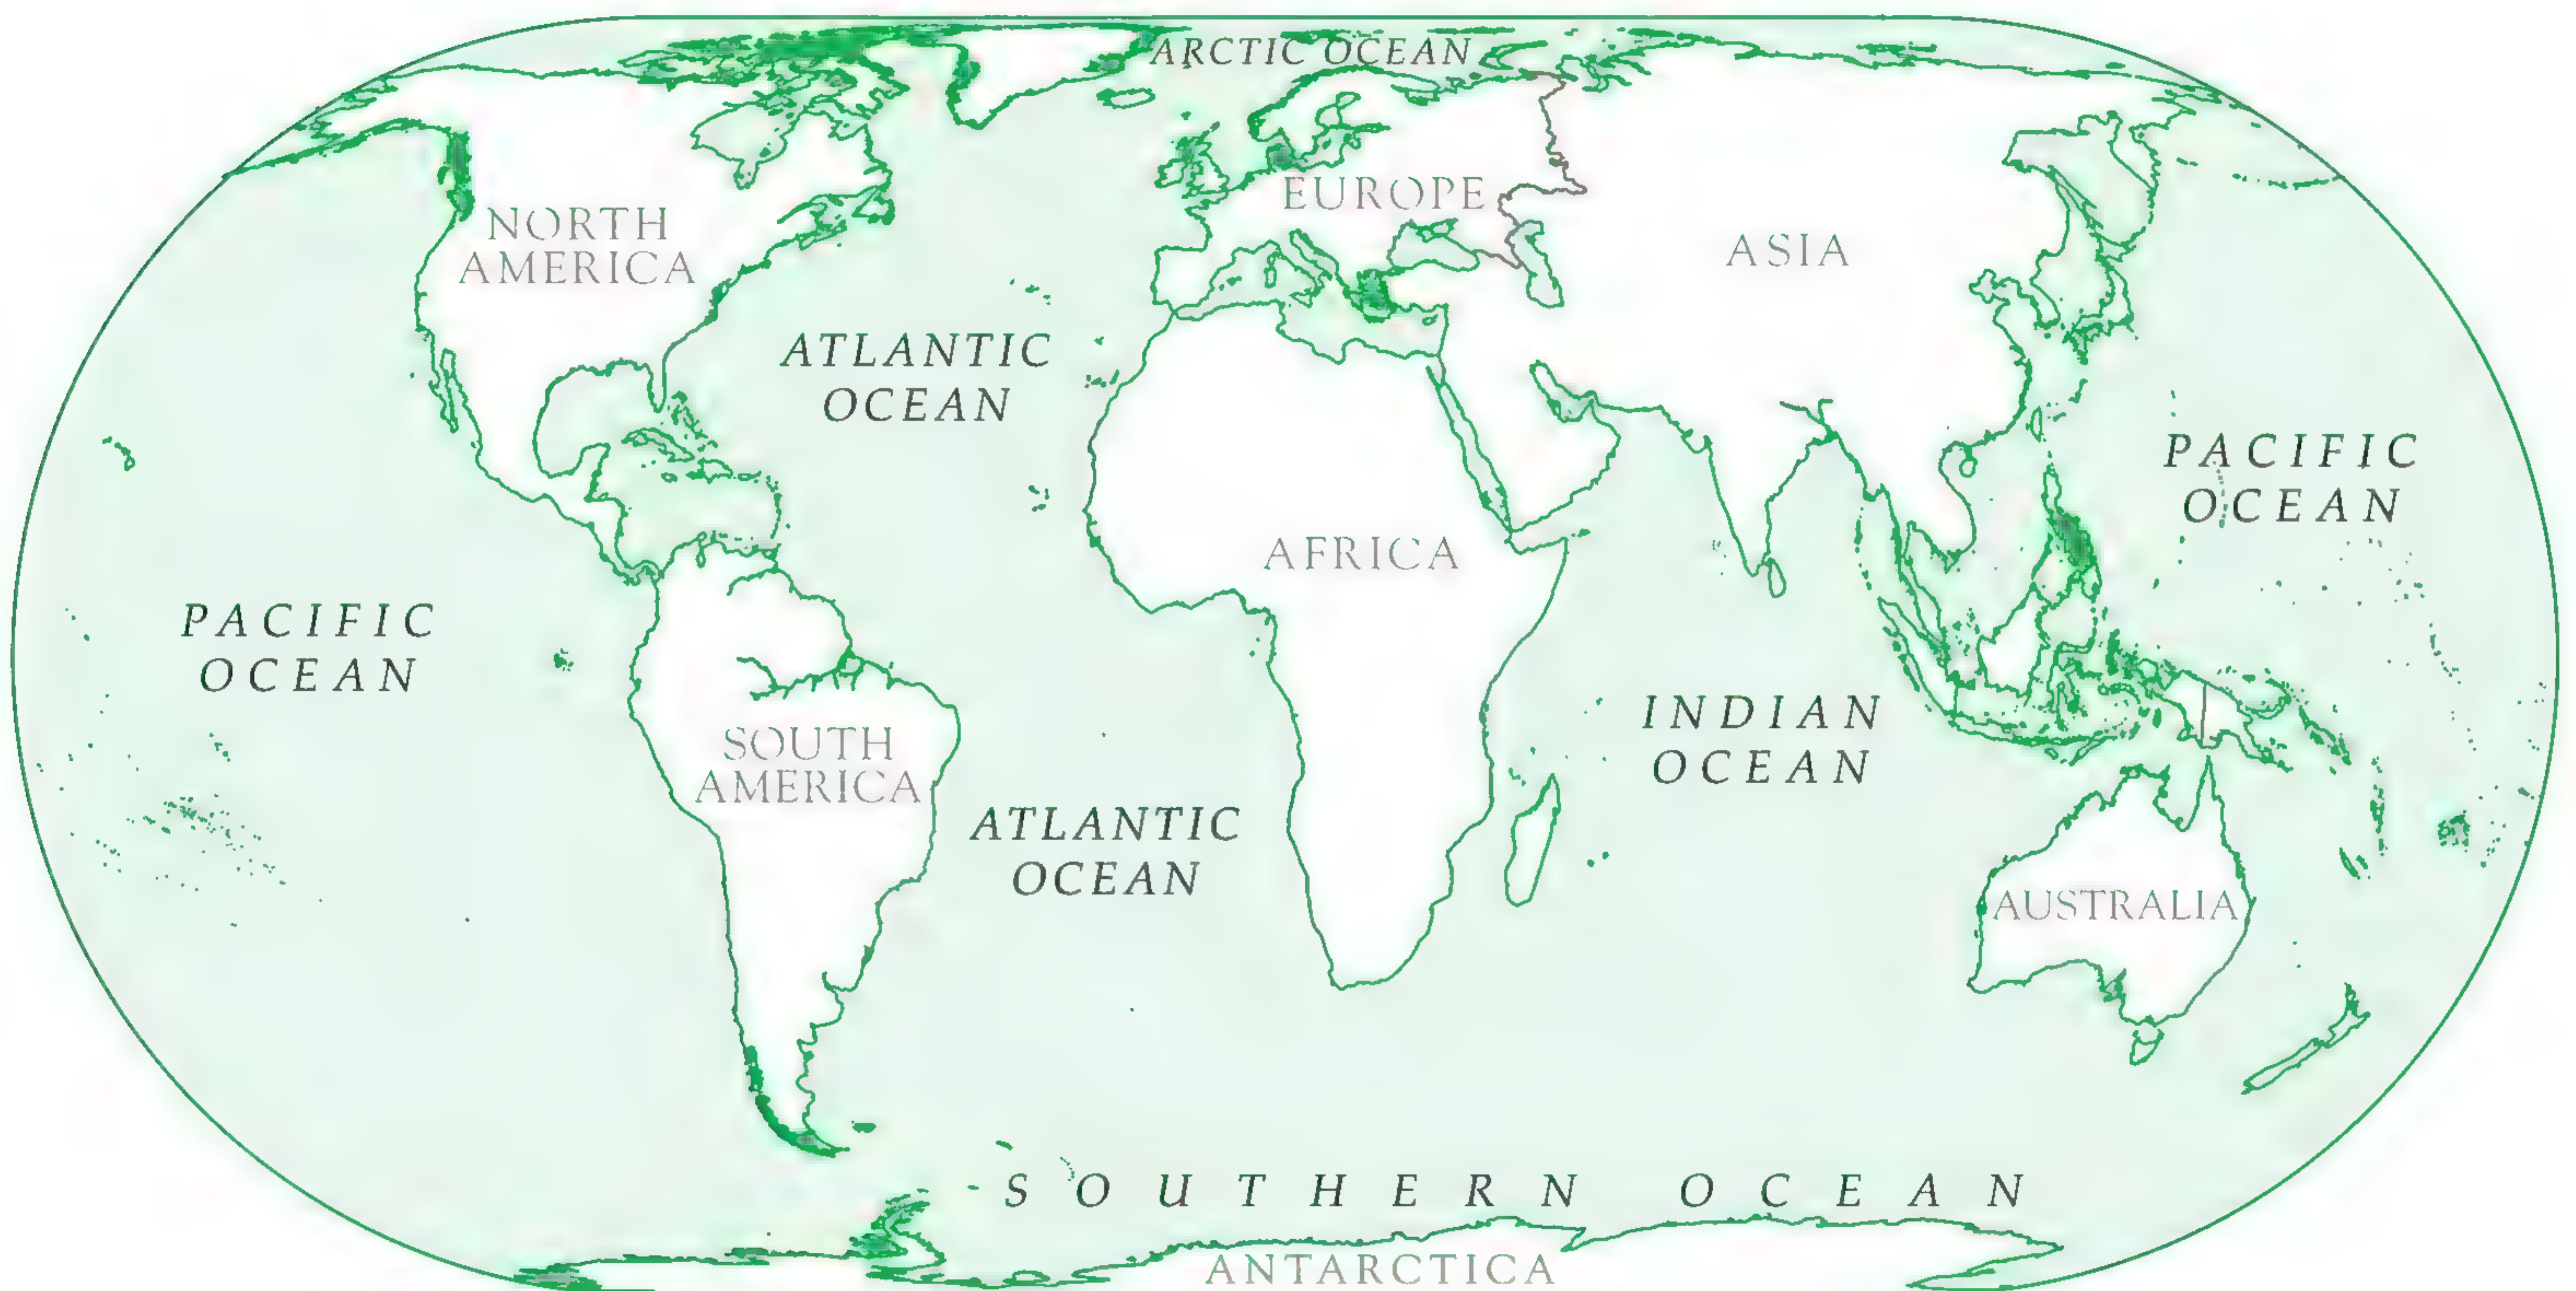 ARCTIC OCEAN
NORTH
AMERICA
EUROPE
ASIA
ATLANTIC
OCEAN
PACIFIC
OCEAN
AFRICA
PACIFIC
OCEAN
INDIAN
OCEAN
SOUTH
AMERICA
ATLANTIC
OCEAN
AUSTRALIA
SOUTHERN OCEAN
ANTARCTICA